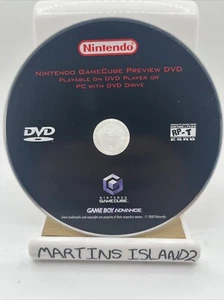 Nintendo
NINTENDO GAMECUBE PREVIEW DVD
PLAYABLE ON DVD PLAYER OR
PC WITH DVD DRIVE
DVD
VIDEO
RP-T
ESRB
NINTENDO
GAMECUBE
GAME BOY ADVANCE
MARTINS ISLAND2